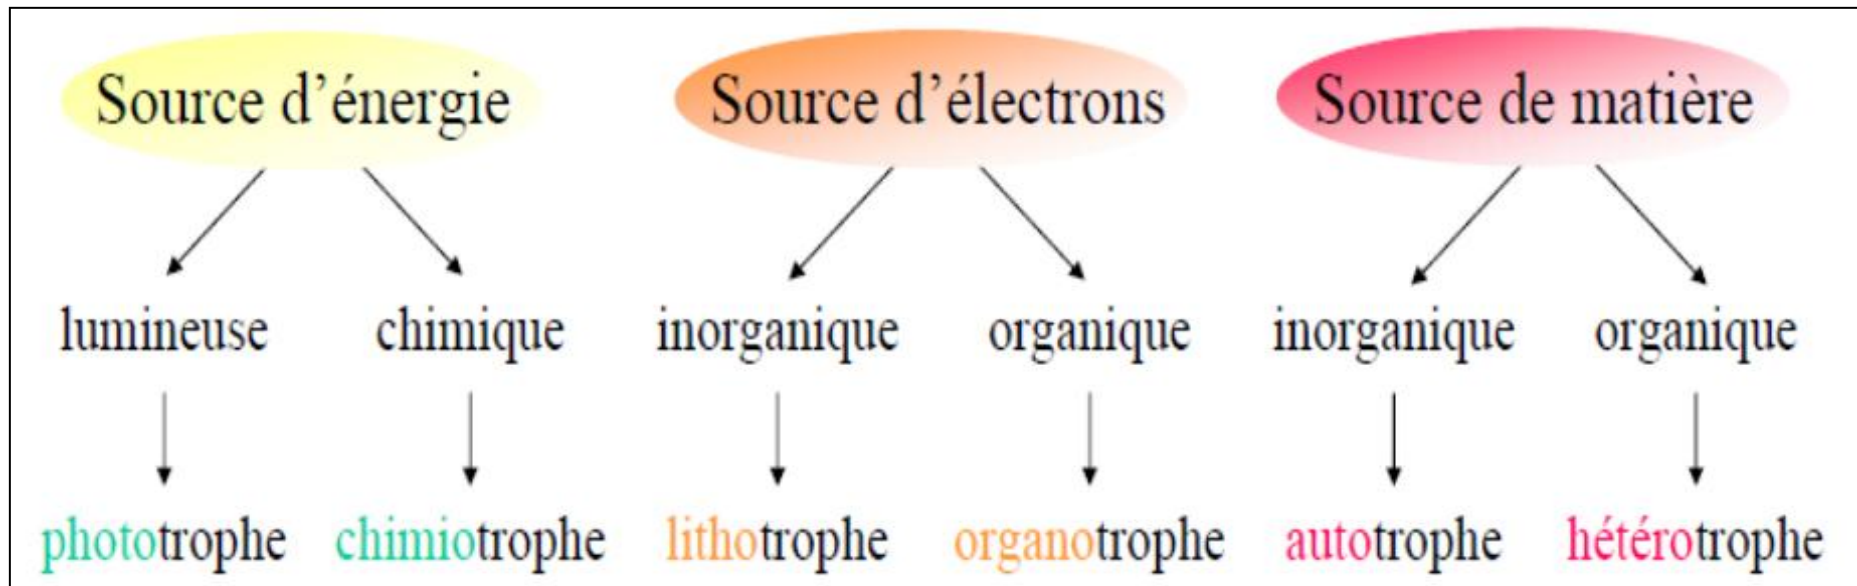 Source d’énergie
Source d’électrons
Source de matière
lumineuse
chimique
inorganique
organique
inorganique
organique
phototrophe
chimiotrophe
lithotrophe
organotrophe
autotrophe
hétérotrophe